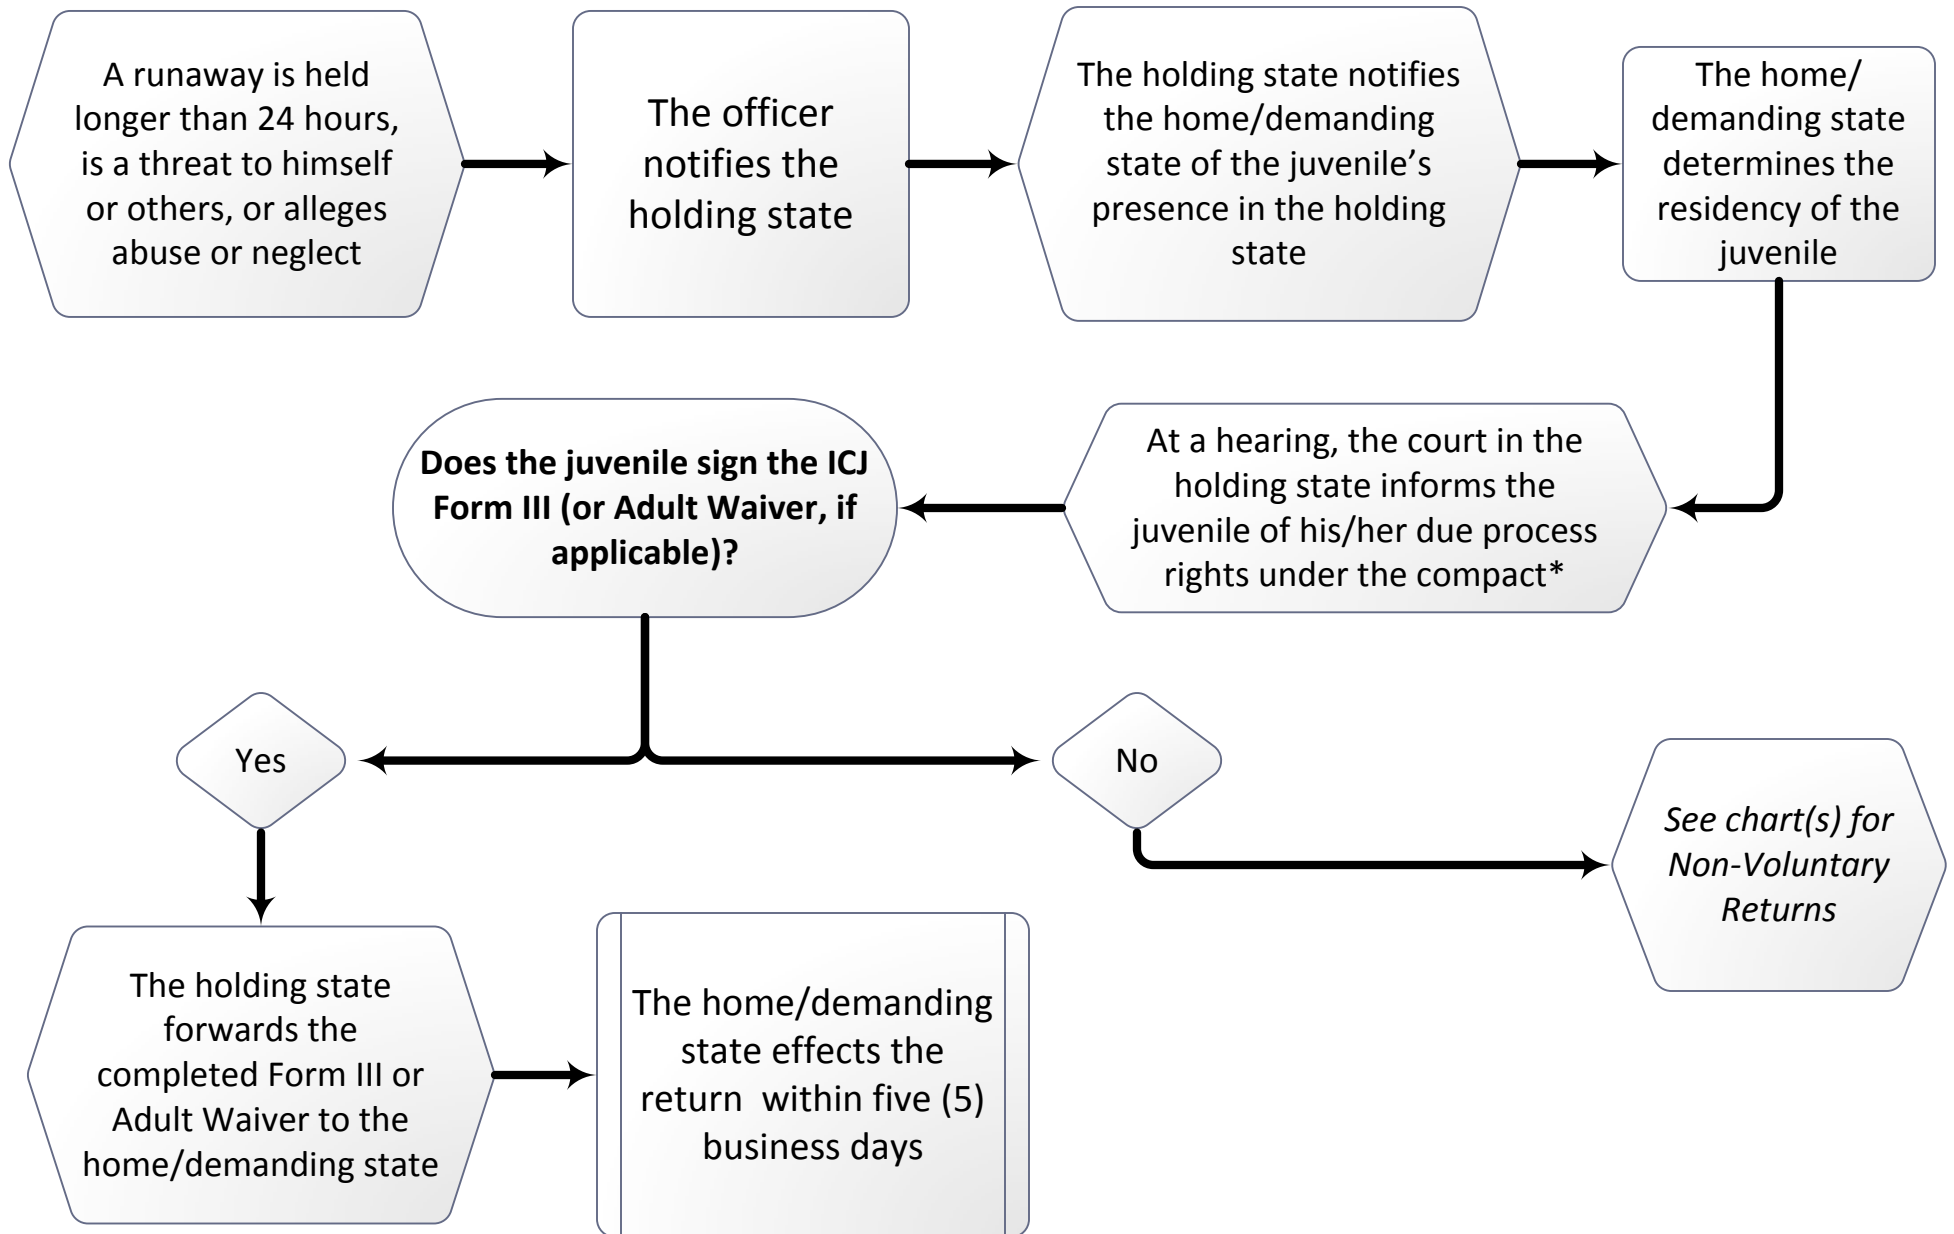 A runaway is held
longer than 24 hours,
is a threat to himself
or others, or alleges
abuse or neglect
The officer
notifies the
holding state
The holding state notifies
the home/demanding
state of the juvenile’s
presence in the holding
state
The home/
demanding state
determines the
residency of the
juvenile
At a hearing, the court in the
holding state informs the
juvenile of his/her due process
rights under the compact*
Does the juvenile sign the ICJ
Form III (or Adult Waiver, if
applicable)?
Yes
No
See chart(s) for
Non-Voluntary
Returns
The holding state
forwards the
completed Form III or
Adult Waiver to the
home/demanding state
The home/demanding
state effects the
return within five (5)
business days